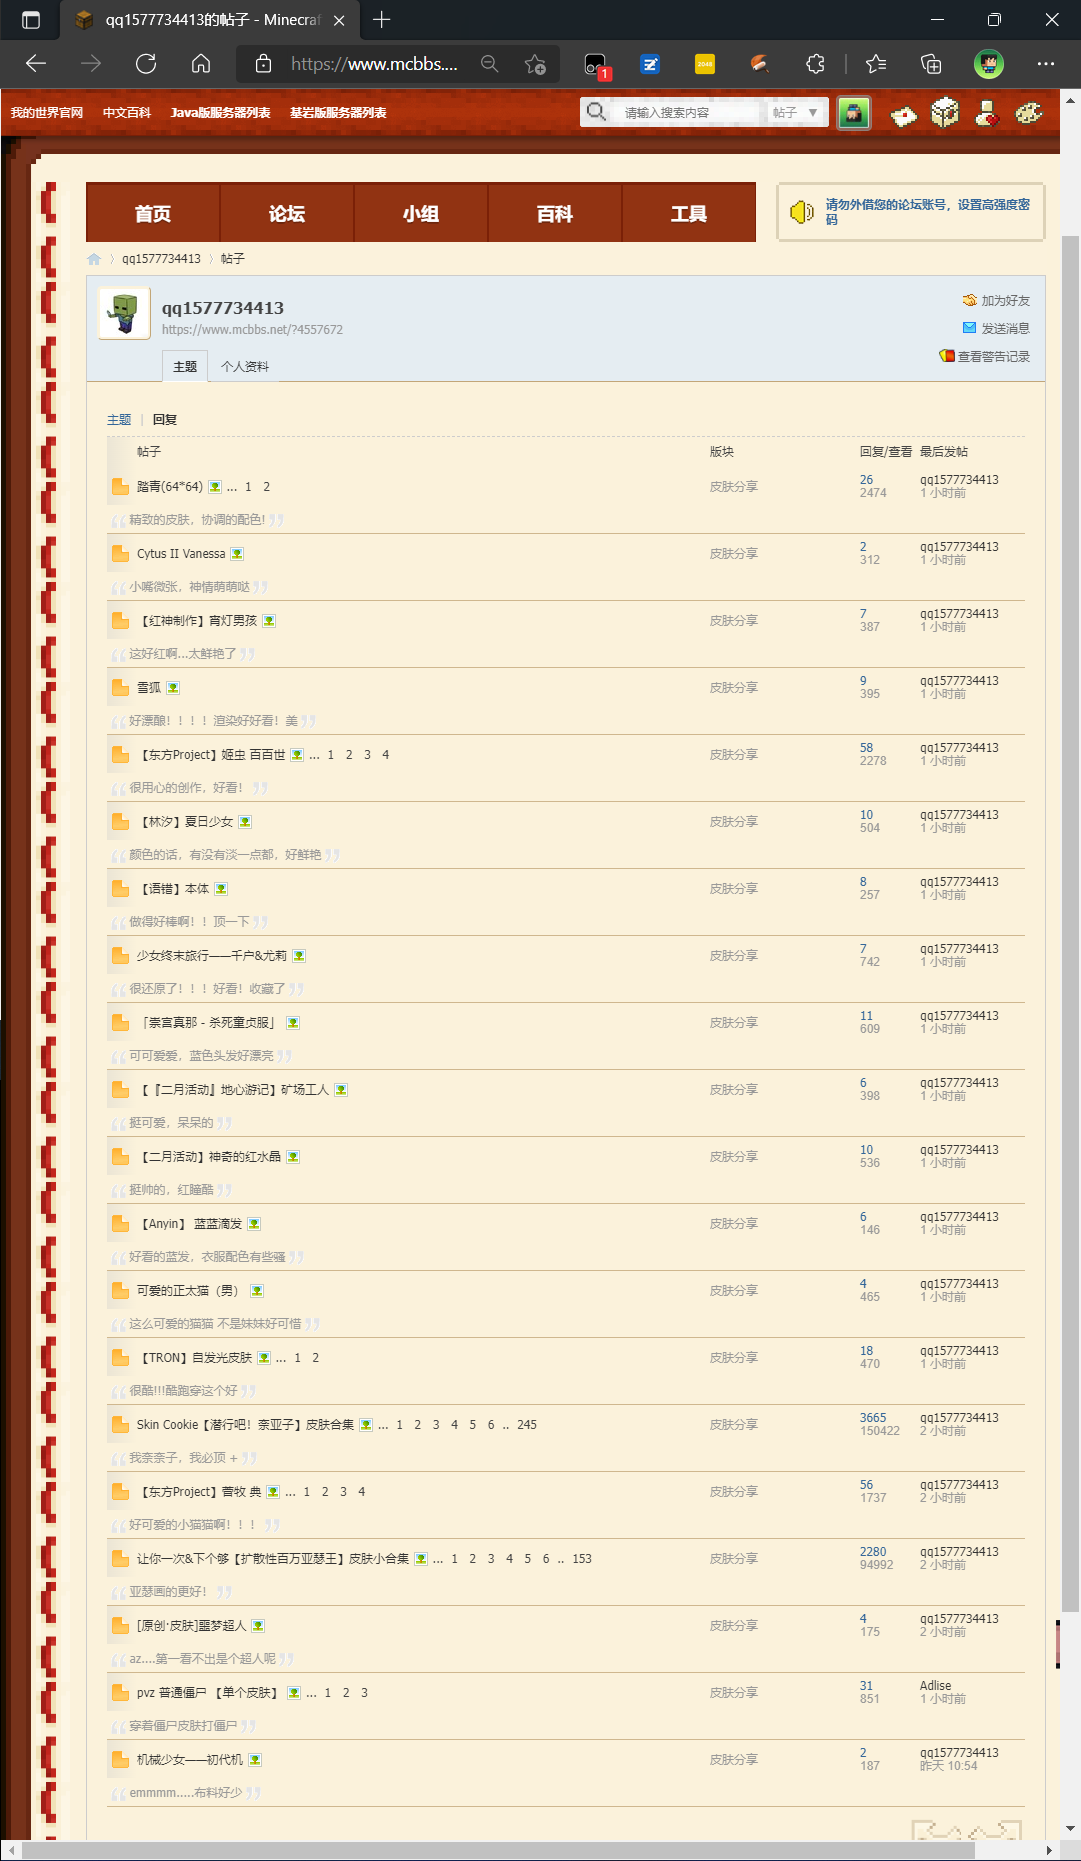 qq1577734413的帖子 - Minecraf
https://www.mcbbs....
1
2048
我的世界官网 中文百科 Java版服务器列表 基岩版服务器列表
请输入搜索内容 帖子
首页 论坛 小组 百科 工具
请勿外借您的论坛账号，设置高强度密
码
qq1577734413 帖子
qq1577734413
https://www.mcbbs.net/?4557672
加为好友
发送消息
查看警告记录
主题 个人资料
主题 | 回复
帖子 版块 回复/查看 最后发帖
踏青(64*64) ... 1 2 皮肤分享 26 qq1577734413
2474 1 小时前
精致的皮肤，协调的配色!
Cytus II Vanessa 皮肤分享 2 qq1577734413
312 1 小时前
小嘴微张，神情萌萌哒
【红神制作】宵灯男孩 皮肤分享 7 qq1577734413
387 1 小时前
这好红啊...太鲜艳了
雪狐 皮肤分享 9 qq1577734413
395 1 小时前
好漂酿！！！！渲染好好看！美
【东方Project】姬虫 百百世 ... 1 2 3 4 皮肤分享 58 qq1577734413
2278 1 小时前
很用心的创作，好看！
【林汐】夏日少女 皮肤分享 10 qq1577734413
504 1 小时前
颜色的话，有没有淡一点都，好鲜艳
【语错】本体 皮肤分享 8 qq1577734413
257 1 小时前
做得好棒啊！！顶一下
少女终末旅行——千户&尤莉 皮肤分享 7 qq1577734413
742 1 小时前
很还原了！！！好看！收藏了
「崇宫真那 - 杀死童贞服」 皮肤分享 11 qq1577734413
609 1 小时前
可可爱爱，蓝色头发好漂亮
【『二月活动』地心游记】矿场工人 皮肤分享 6 qq1577734413
398 1 小时前
挺可爱，呆呆的
【二月活动】神奇的红水晶 皮肤分享 10 qq1577734413
536 1 小时前
挺帅的，红瞳酷
【Anyin】 蓝蓝滴发 皮肤分享 6 qq1577734413
146 1 小时前
好看的蓝发，衣服配色有些骚
可爱的正太猫（男） 皮肤分享 4 qq1577734413
465 1 小时前
这么可爱的猫猫 不是妹妹好可惜
【TRON】自发光皮肤 ... 1 2 皮肤分享 18 qq1577734413
470 1 小时前
很酷!!!酷跑穿这个好
Skin Cookie【潜行吧！奈亚子】皮肤合集 ... 1 2 3 4 5 6 .. 245 皮肤分享 3665 qq1577734413
150422 2 小时前
我奈奈子，我必顶 +
【东方Project】菅牧 典 ... 1 2 3 4 皮肤分享 56 qq1577734413
1737 2 小时前
好可爱的小猫猫啊！！！
让你一次&下个够【扩散性百万亚瑟王】皮肤小合集 ... 1 2 3 4 5 6 .. 153 皮肤分享 2280 qq1577734413
94992 2 小时前
亚瑟画的更好！
[原创·皮肤]噩梦超人 皮肤分享 4 qq1577734413
175 2 小时前
az....第一看不出是个超人呢
pvz 普通僵尸 【单个皮肤】 ... 1 2 3 皮肤分享 31 Adlise
851 1 小时前
穿着僵尸皮肤打僵尸
机械少女——初代机 皮肤分享 2 qq1577734413
187 昨天 10:54
emmmm.....布料好少